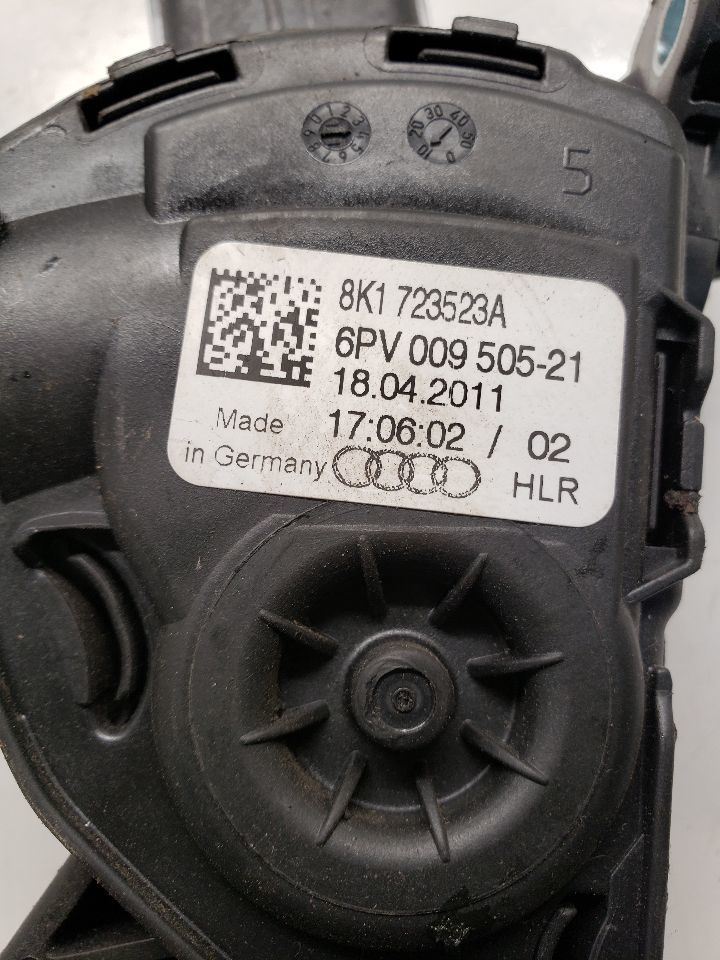 5
8K1 723523A
6PV 009 505-21
18.04.2011
17:06:02 / 02
Made
in Germany
HLR